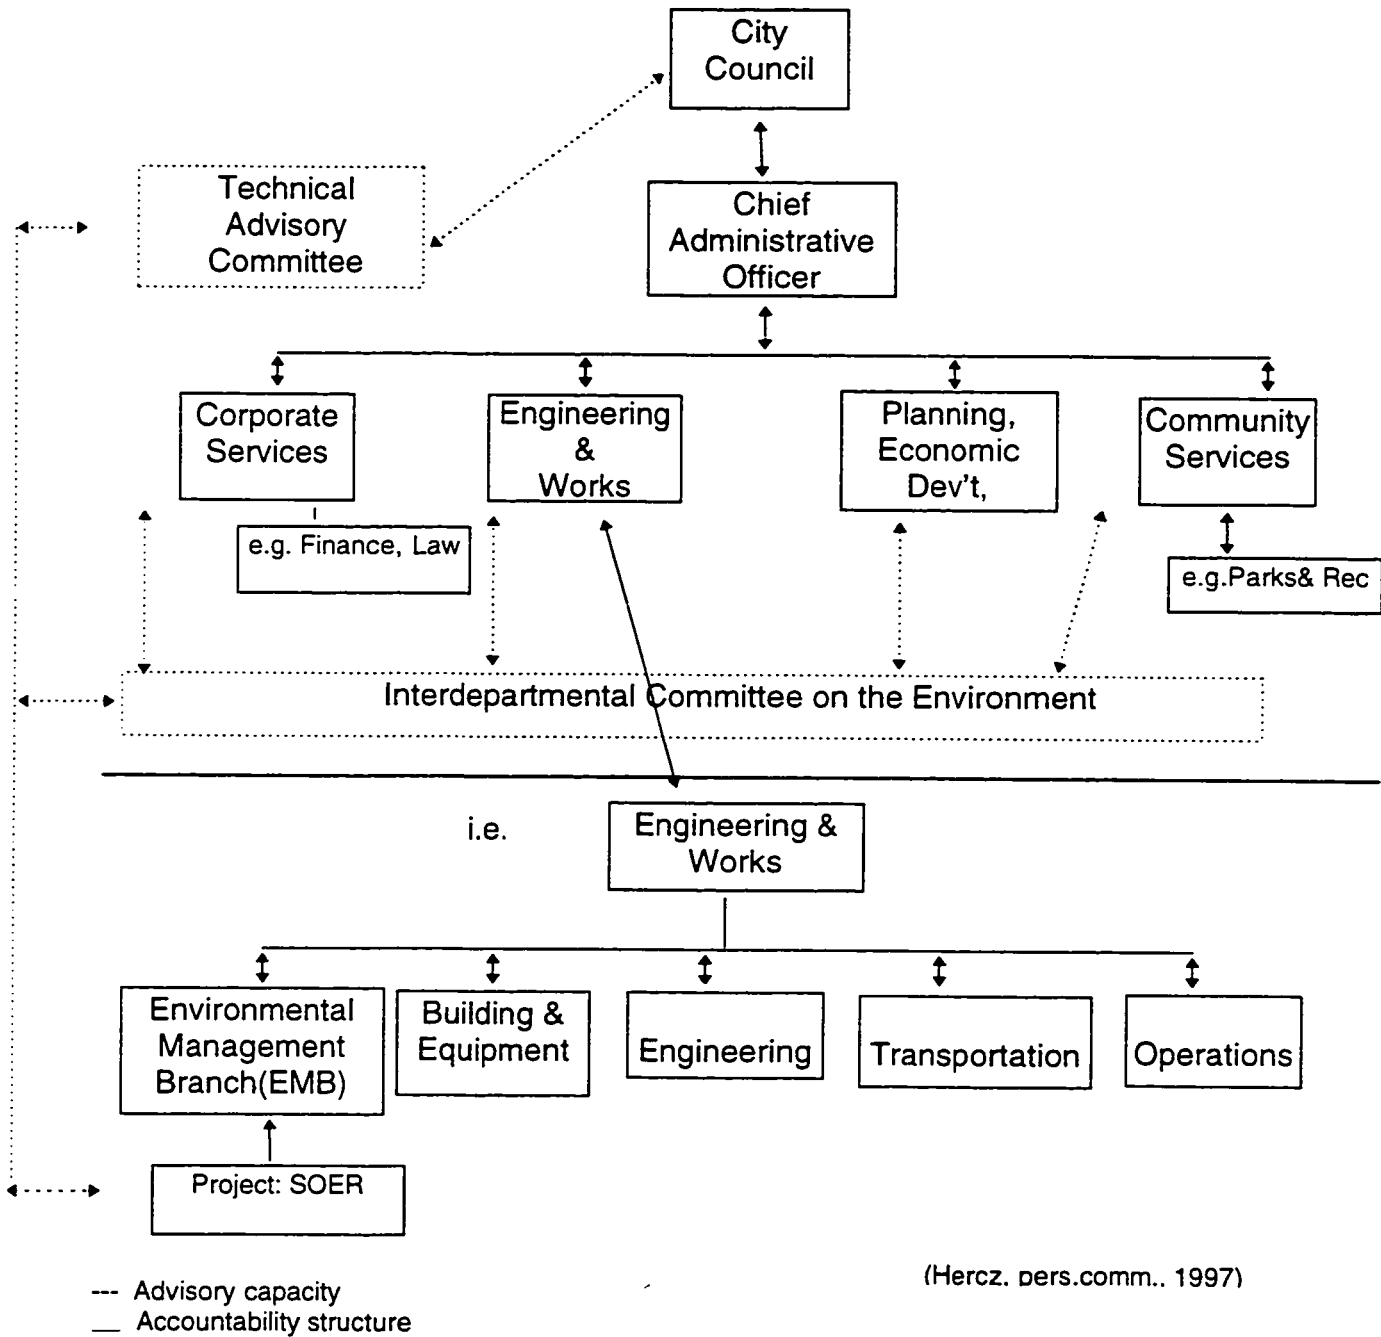 City
Council
Technical
Advisory
Committee
Chief
Administrative
Officer
Corporate
Services
Engineering
&
Works
Planning,
Economic
Dev't,
Community
Services
e.g. Finance, Law
e.g.Parks& Rec
Interdepartmental Committee on the Environment
i.e.
Engineering &
Works
Environmental
Management
Branch(EMB)
Building &
Equipment
Engineering
Transportation
Operations
Project: SOER
(Hercz, pers.comm., 1997)
--- Advisory capacity
__ Accountability structure